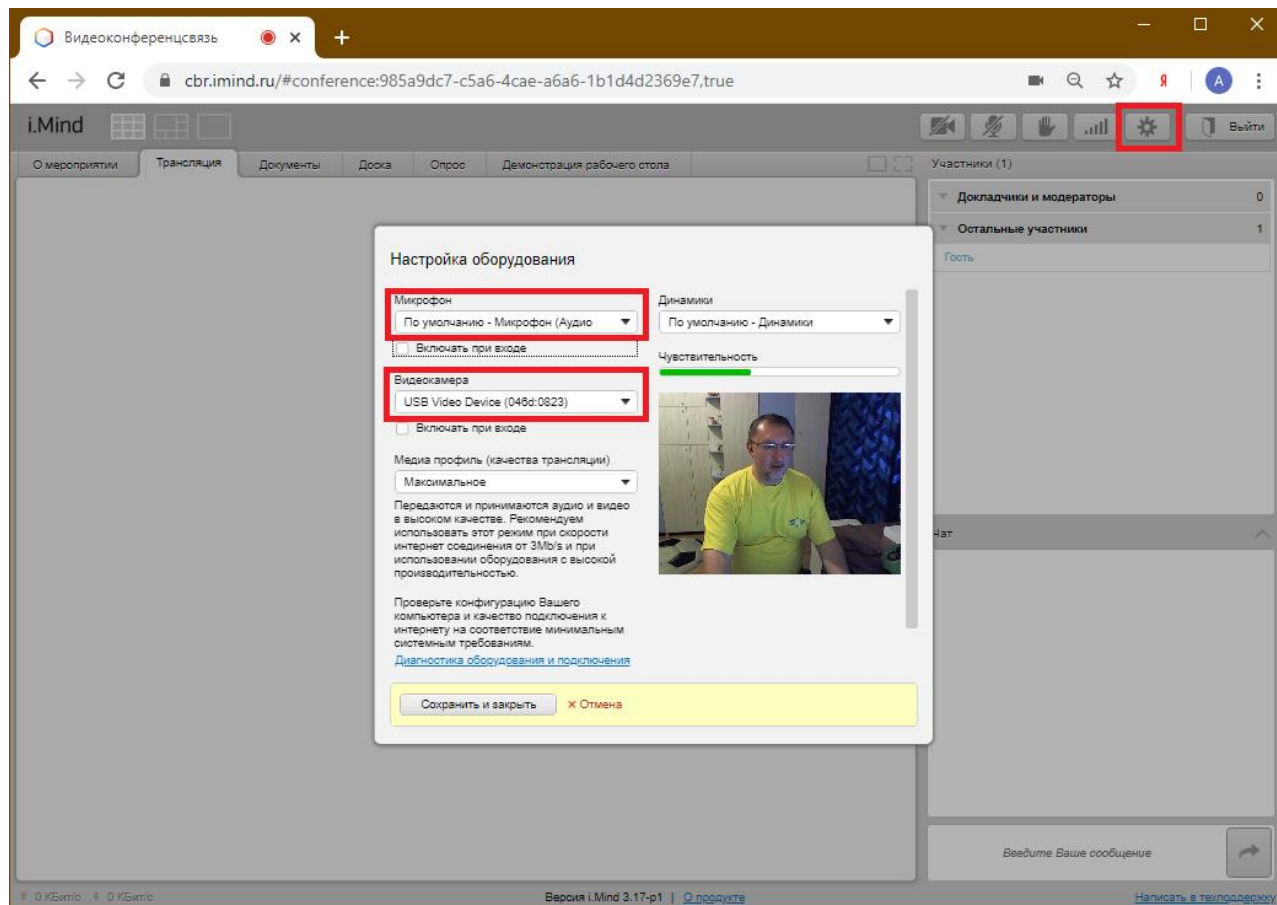 Видеоконференцсвязь
cbr.imind.ru/#conference:985a9dc7-c5a6-4cae-a6a6-1b1d4d2369e7,true
Я
A
i.Mind
Выйти
О мероприятии
Трансляция
Документы
Доска
Опрос
Демонстрация рабочего стола
Участники (1)
Докладчики и модераторы 0
Остальные участники 1
Гость
Настройка оборудования
Микрофон
По умолчанию - Микрофон (Аудио
Включать при входе
Видеокамера
USB Video Device (046d:0823)
Включать при входе
Медиа профиль (качества трансляции)
Максимальное
Передаются и принимаются аудио и видео
в высоком качестве. Рекомендуем
использовать этот режим при скорости
интернет соединения от 3Mb/s и при
использовании оборудования с высокой
производительностью.
Проверьте конфигурацию Вашего
компьютера и качество подключения к
интернету на соответствие минимальным
системным требованиям.
Диагностика оборудования и подключения
Динамики
По умолчанию - Динамики
Чувствительность
Сохранить и закрыть
× Отмена
Чат
Введите Ваше сообщение
0 КБит/с 0 КБит/с
Версия i.Mind 3.17-p1 | О продукте
Написать в техподдержку